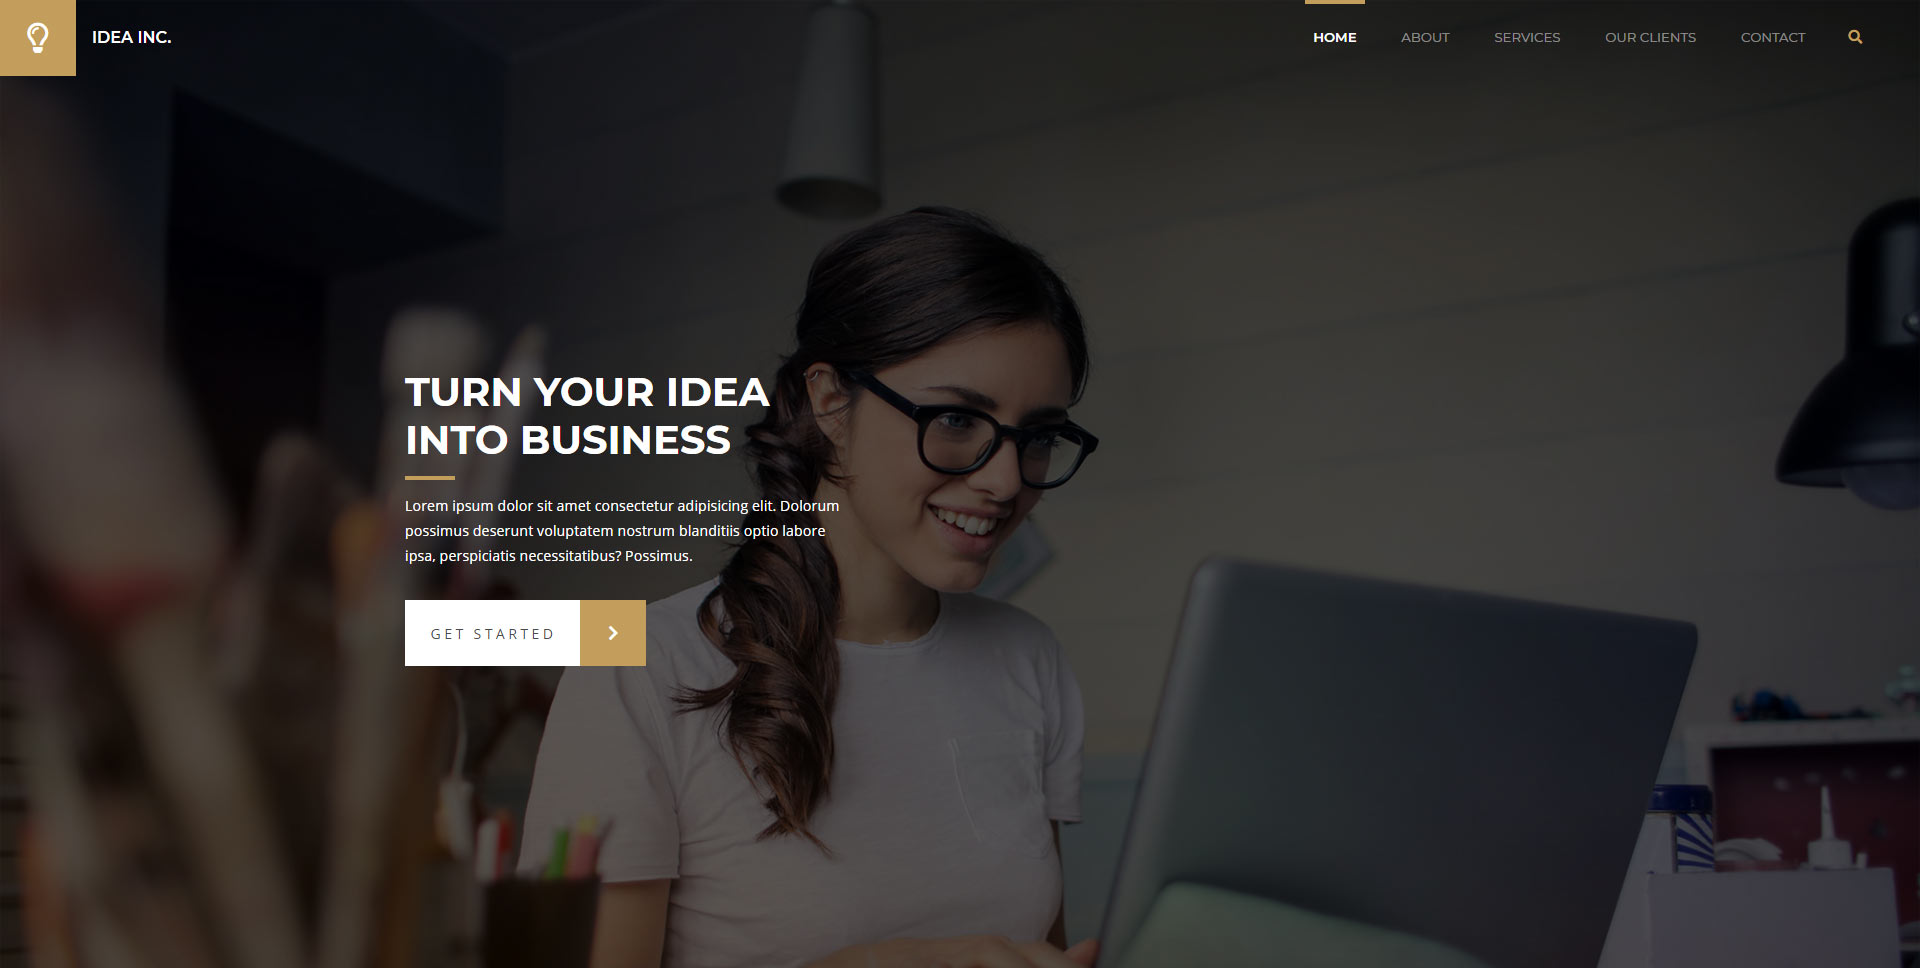 IDEA INC.
HOME
ABOUT
SERVICES
OUR CLIENTS
CONTACT
TURN YOUR IDEA
INTO BUSINESS
Lorem ipsum dolor sit amet consectetur adipisicing elit. Dolorum
possimus deserunt voluptatem nostrum blanditiis optio labore
ipsa, perspiciatis necessitatibus? Possimus.
GET STARTED